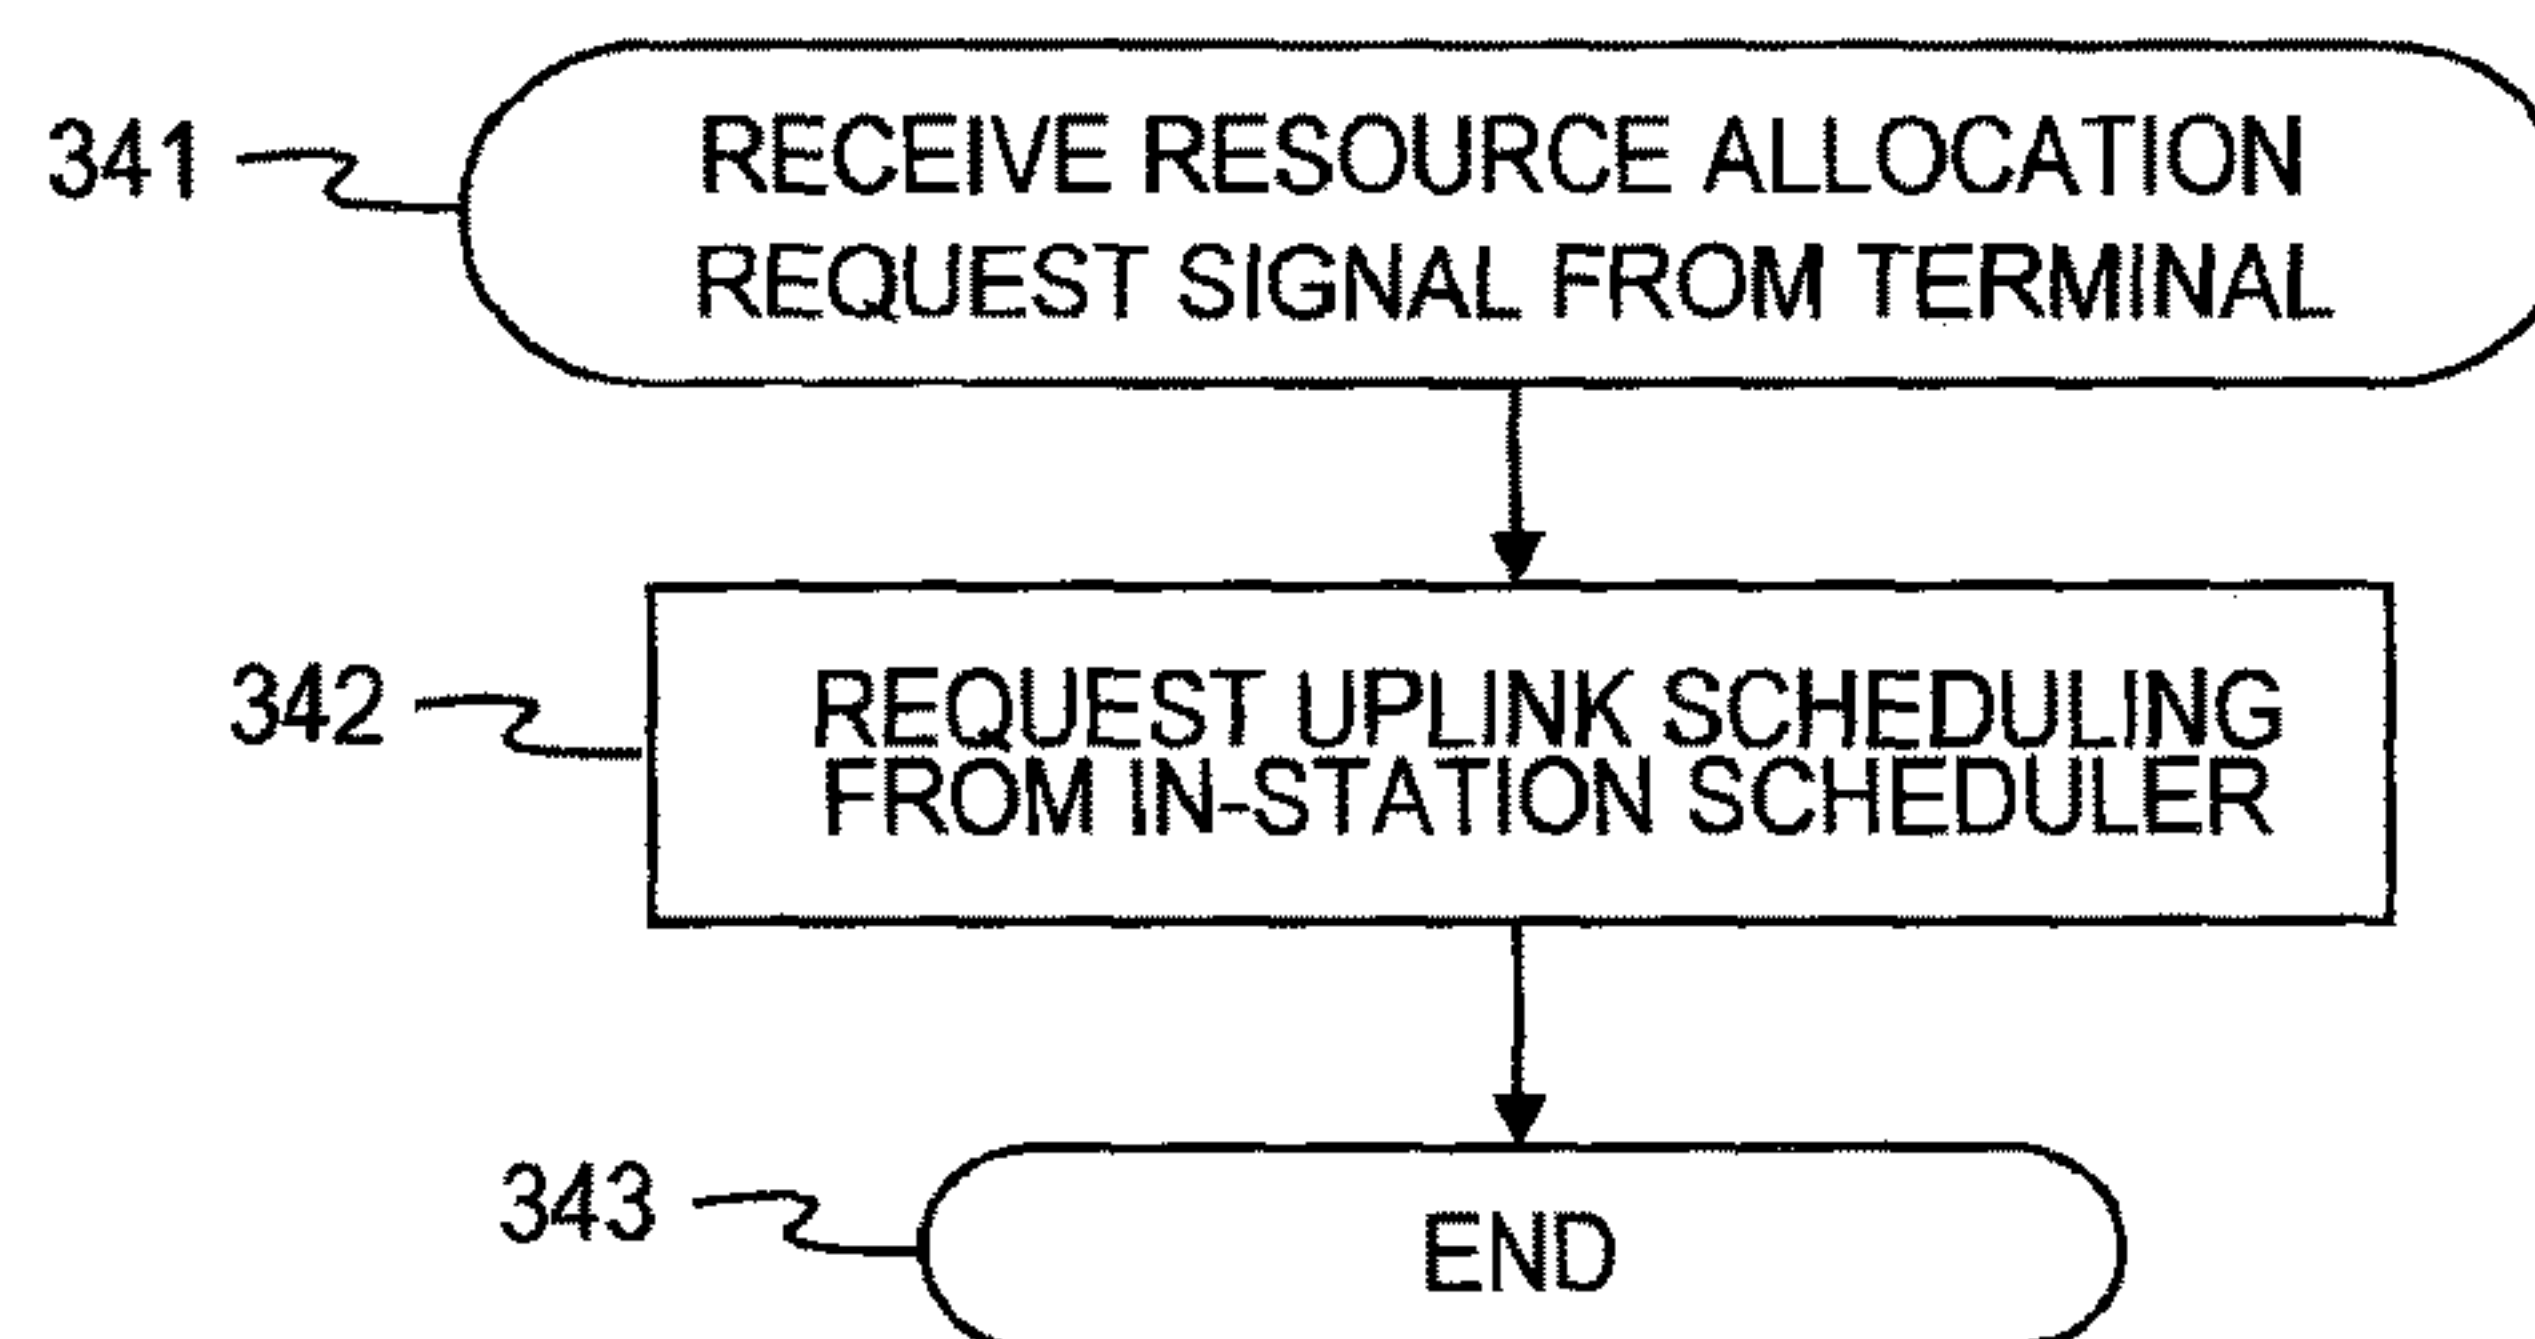 341
RECEIVE RESOURCE ALLOCATION
REQUEST SIGNAL FROM TERMINAL
342
REQUEST UPLINK SCHEDULING
FROM IN-STATION SCHEDULER
343
END